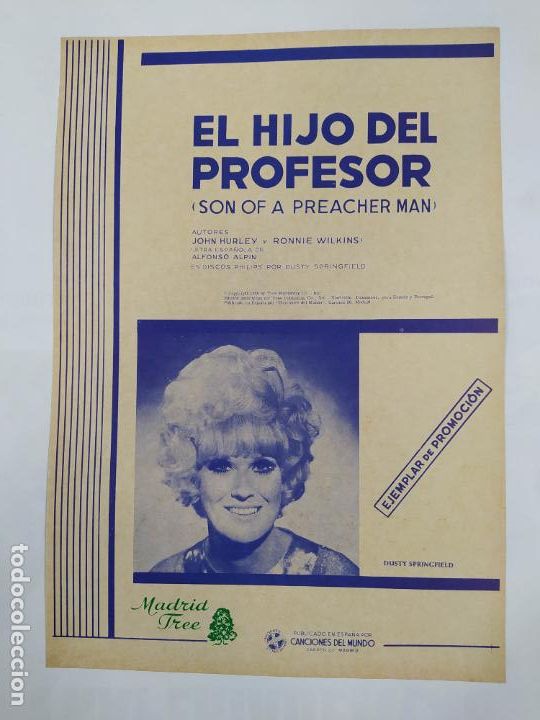 EL HIJO DEL
PROFESOR
(SON OF A PREACHER MAN)
AUTORES
JOHN HURLEY y RONNIE WILKINS
LETRA ESPAÑOLA DE
ALFONSO ALPIN
EN DISCOS PHILIPS POR DUSTY SPRINGFIELD
EJEMPLAR DE PROMOCIÓN
DUSTY SPRINGFIELD
Madrid
Tree
PUBLICADO EN ESPAÑA POR
CANCIONES DEL MUNDO
MADRID
todocoleccion